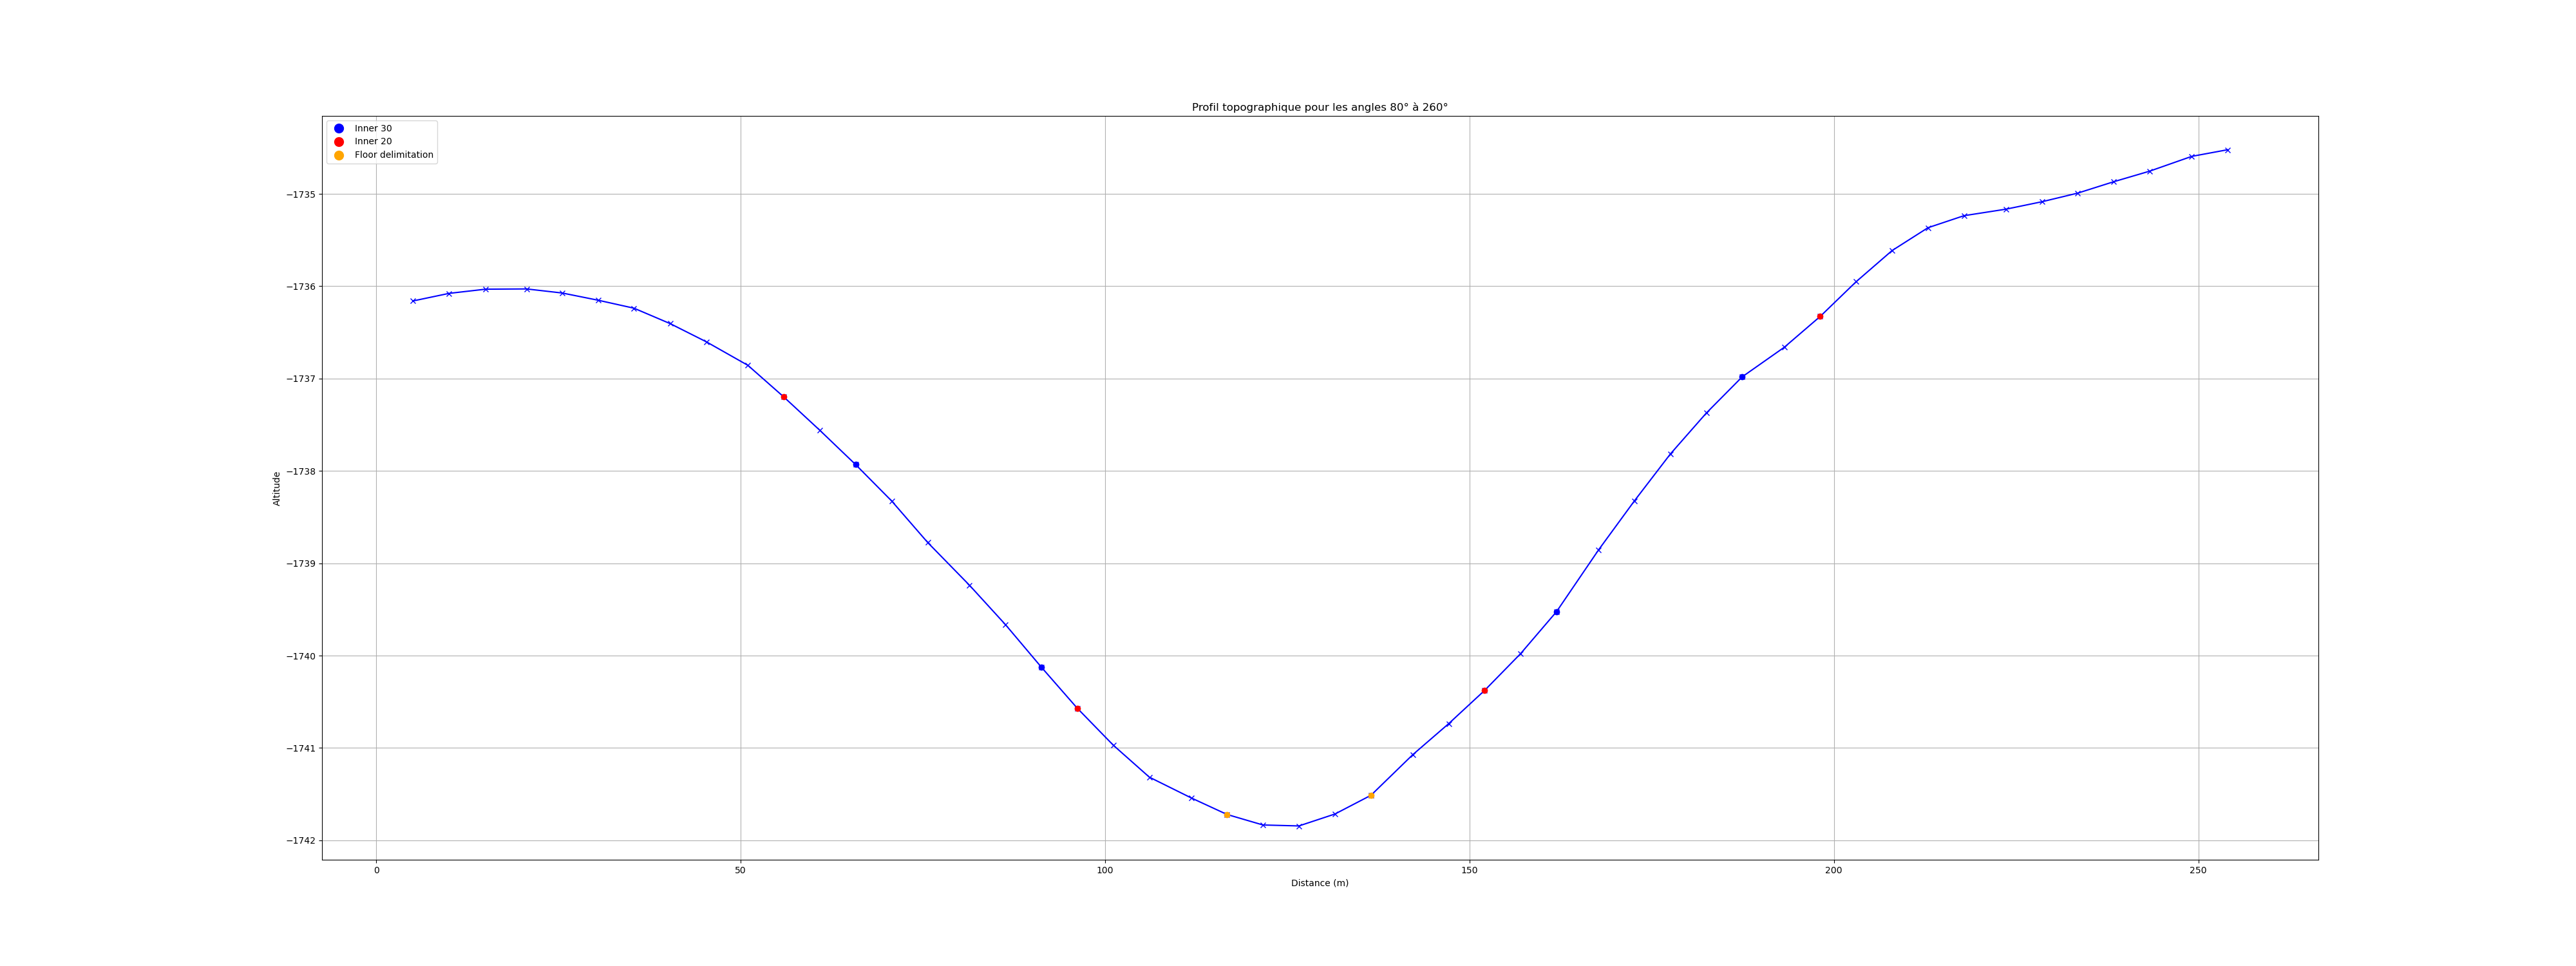 Profil topographique pour les angles 80° à 260°
Inner 30
Inner 20
Floor delimitation
−1735
−1736
−1737
−1738
−1739
−1740
−1741
−1742
Altitude
0 50 100 150 200 250
Distance (m)